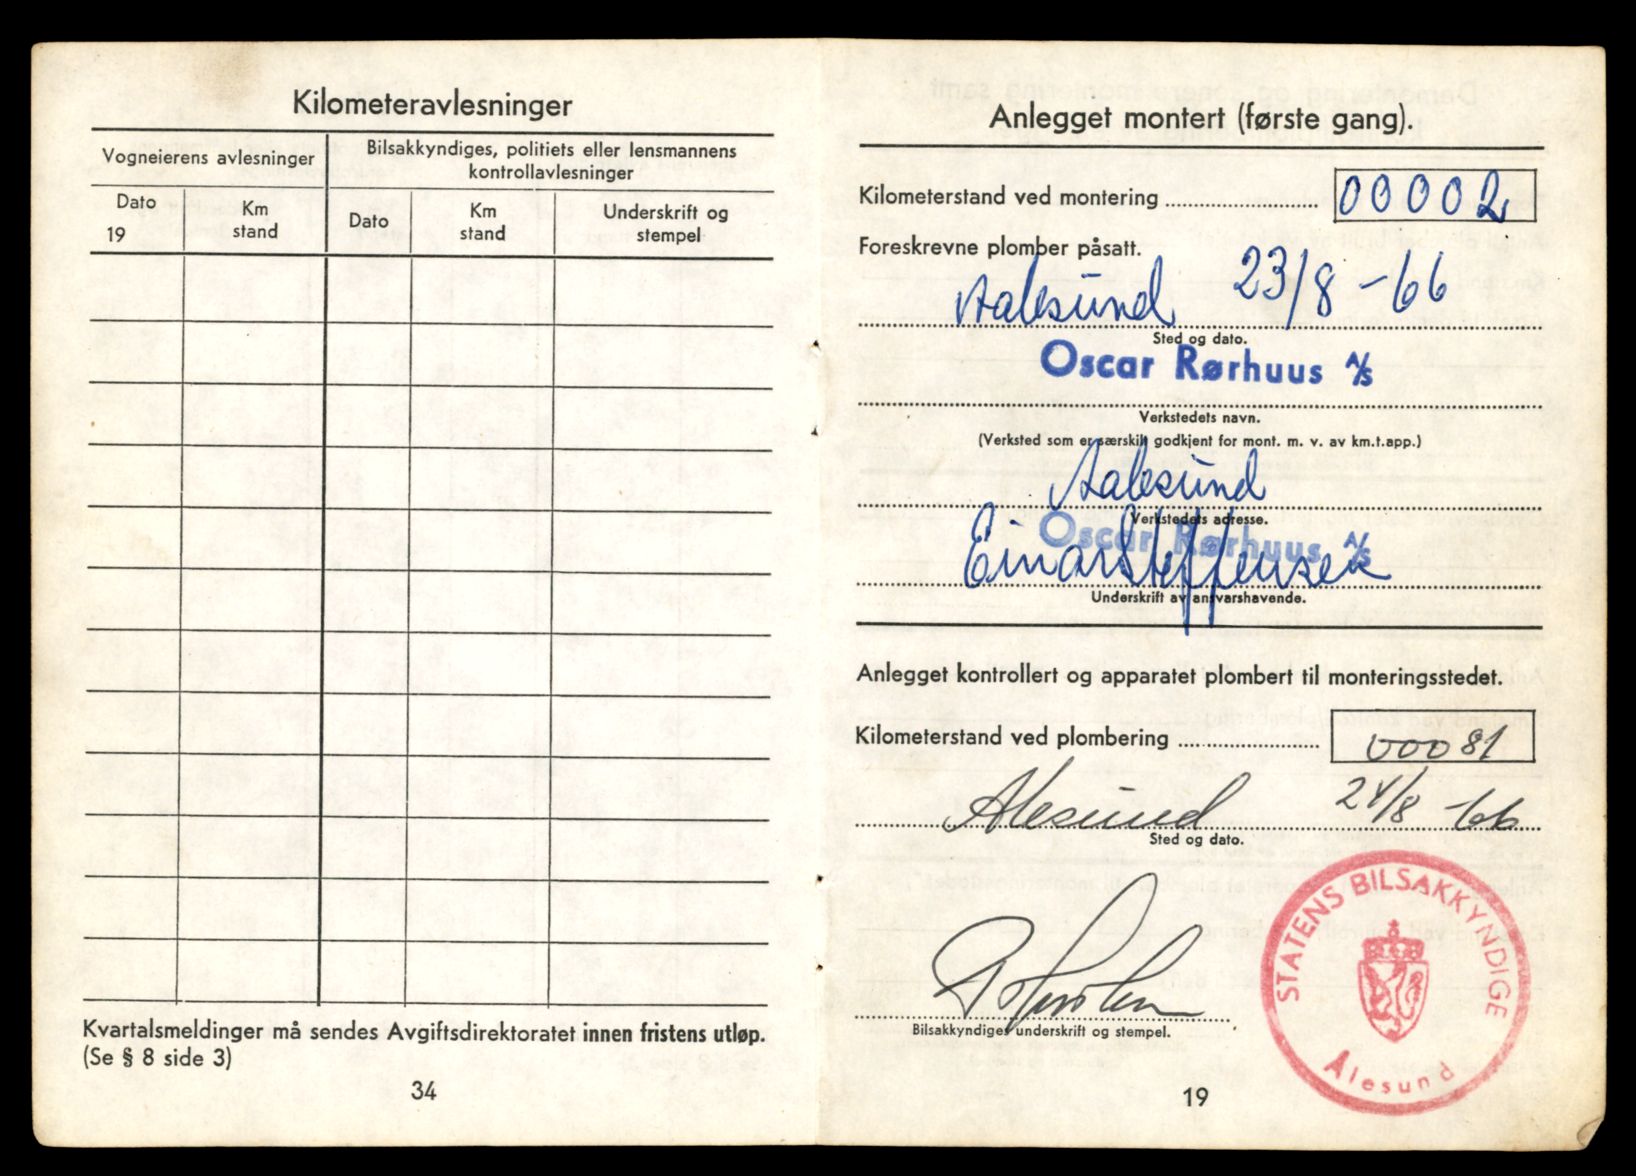 Kilometeravlesninger
Vogneierens avlesninger
Bilsakkyndiges, politiets eller lensmannens
kontrollavlesninger
Dato
19
Km
stand
Dato
Km
stand
Underskrift og
stempel
Kvartalsmeldinger må sendes Avgiftsdirektoratet innen fristens utløp.
(Se § 8 side 3)
34
Anlegget montert (første gang).
Kilometerstand ved montering 00002
Foreskrevne plomber påsatt.
Aalesund 23/8 - 66
Sted og dato.
Oscar Rørhuus A/S
Verkstedets navn.
(Verksted som er særskilt godkjent for mont. m. v. av km.t.app.)
Aalesund
Verkstedets adresse.
Oscar Rørhuus A/S
Einar Steffensen
Underskrift av ansvarshavende.
Anlegget kontrollert og apparatet plombert til monteringsstedet.
Kilometerstand ved plombering 00081
Ålesund 24/8 -66
Sted og dato.
Bilsakkyndiges underskrift og stempel.
STATENS BILSAKKYNDIGE
Ålesund
19